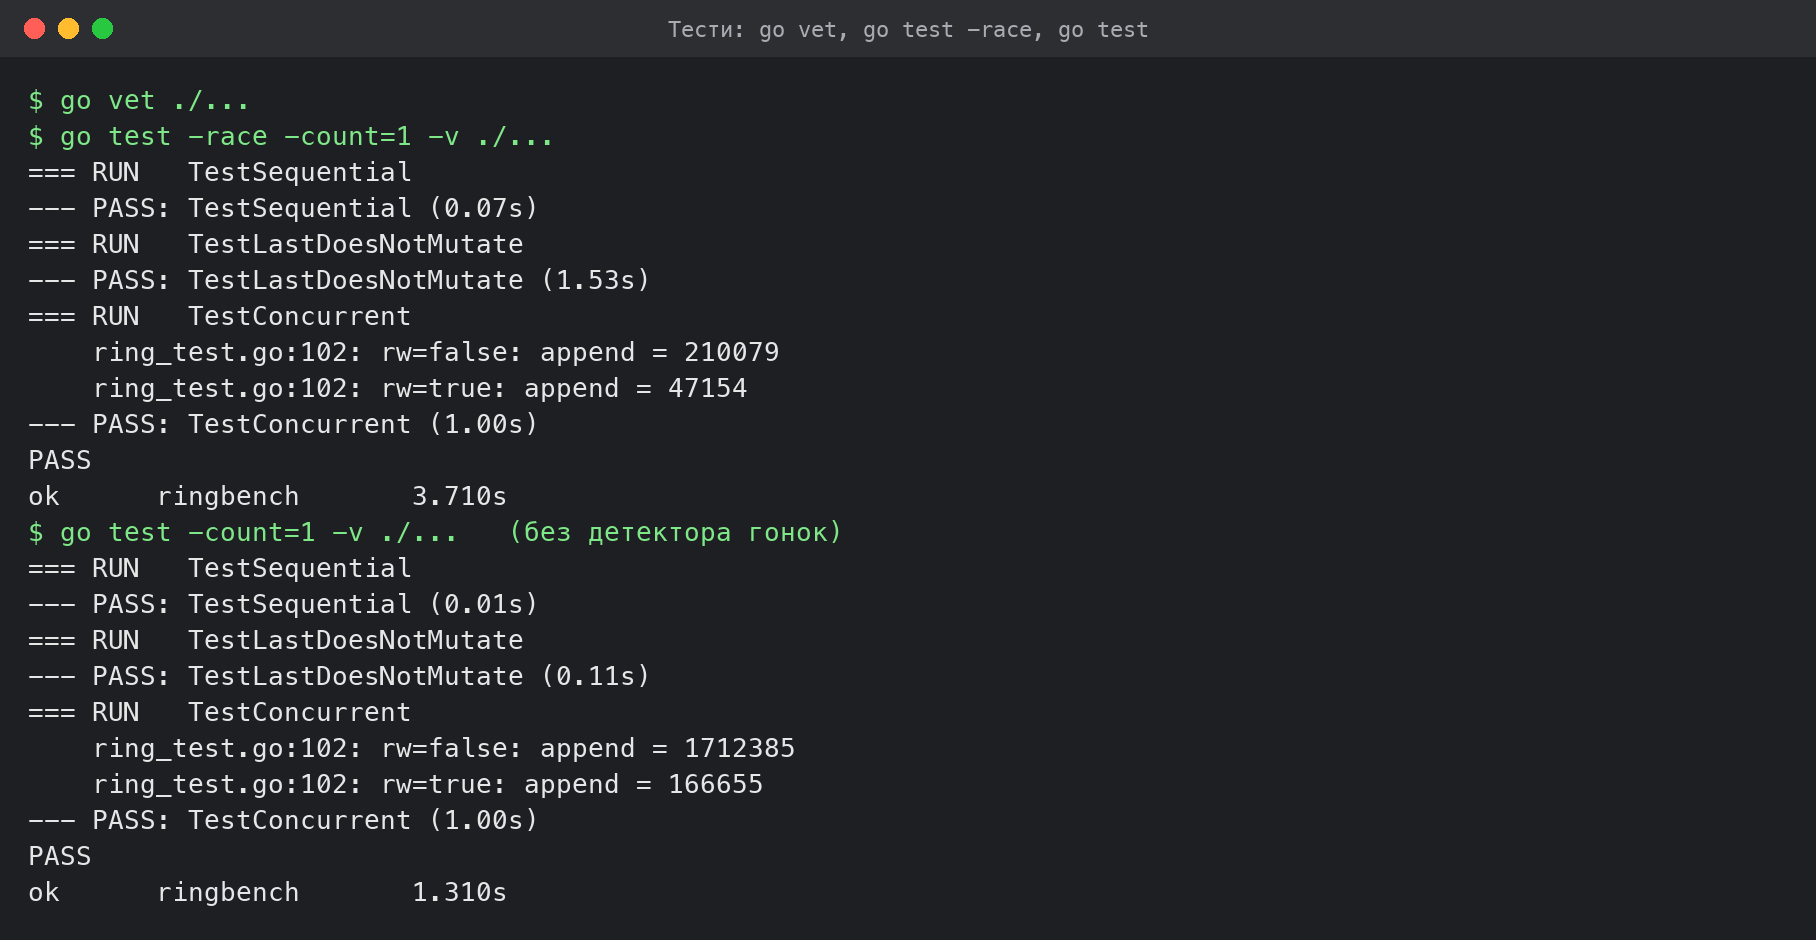 Тести: go vet, go test -race, go test
$ go vet ./...
$ go test -race -count=1 -v ./...
=== RUN   TestSequential
--- PASS: TestSequential (0.07s)
=== RUN   TestLastDoesNotMutate
--- PASS: TestLastDoesNotMutate (1.53s)
=== RUN   TestConcurrent
    ring_test.go:102: rw=false: append = 210079
    ring_test.go:102: rw=true: append = 47154
--- PASS: TestConcurrent (1.00s)
PASS
ok      ringbench       3.710s
$ go test -count=1 -v ./...   (без детектора гонок)
=== RUN   TestSequential
--- PASS: TestSequential (0.01s)
=== RUN   TestLastDoesNotMutate
--- PASS: TestLastDoesNotMutate (0.11s)
=== RUN   TestConcurrent
    ring_test.go:102: rw=false: append = 1712385
    ring_test.go:102: rw=true: append = 166655
--- PASS: TestConcurrent (1.00s)
PASS
ok      ringbench       1.310s